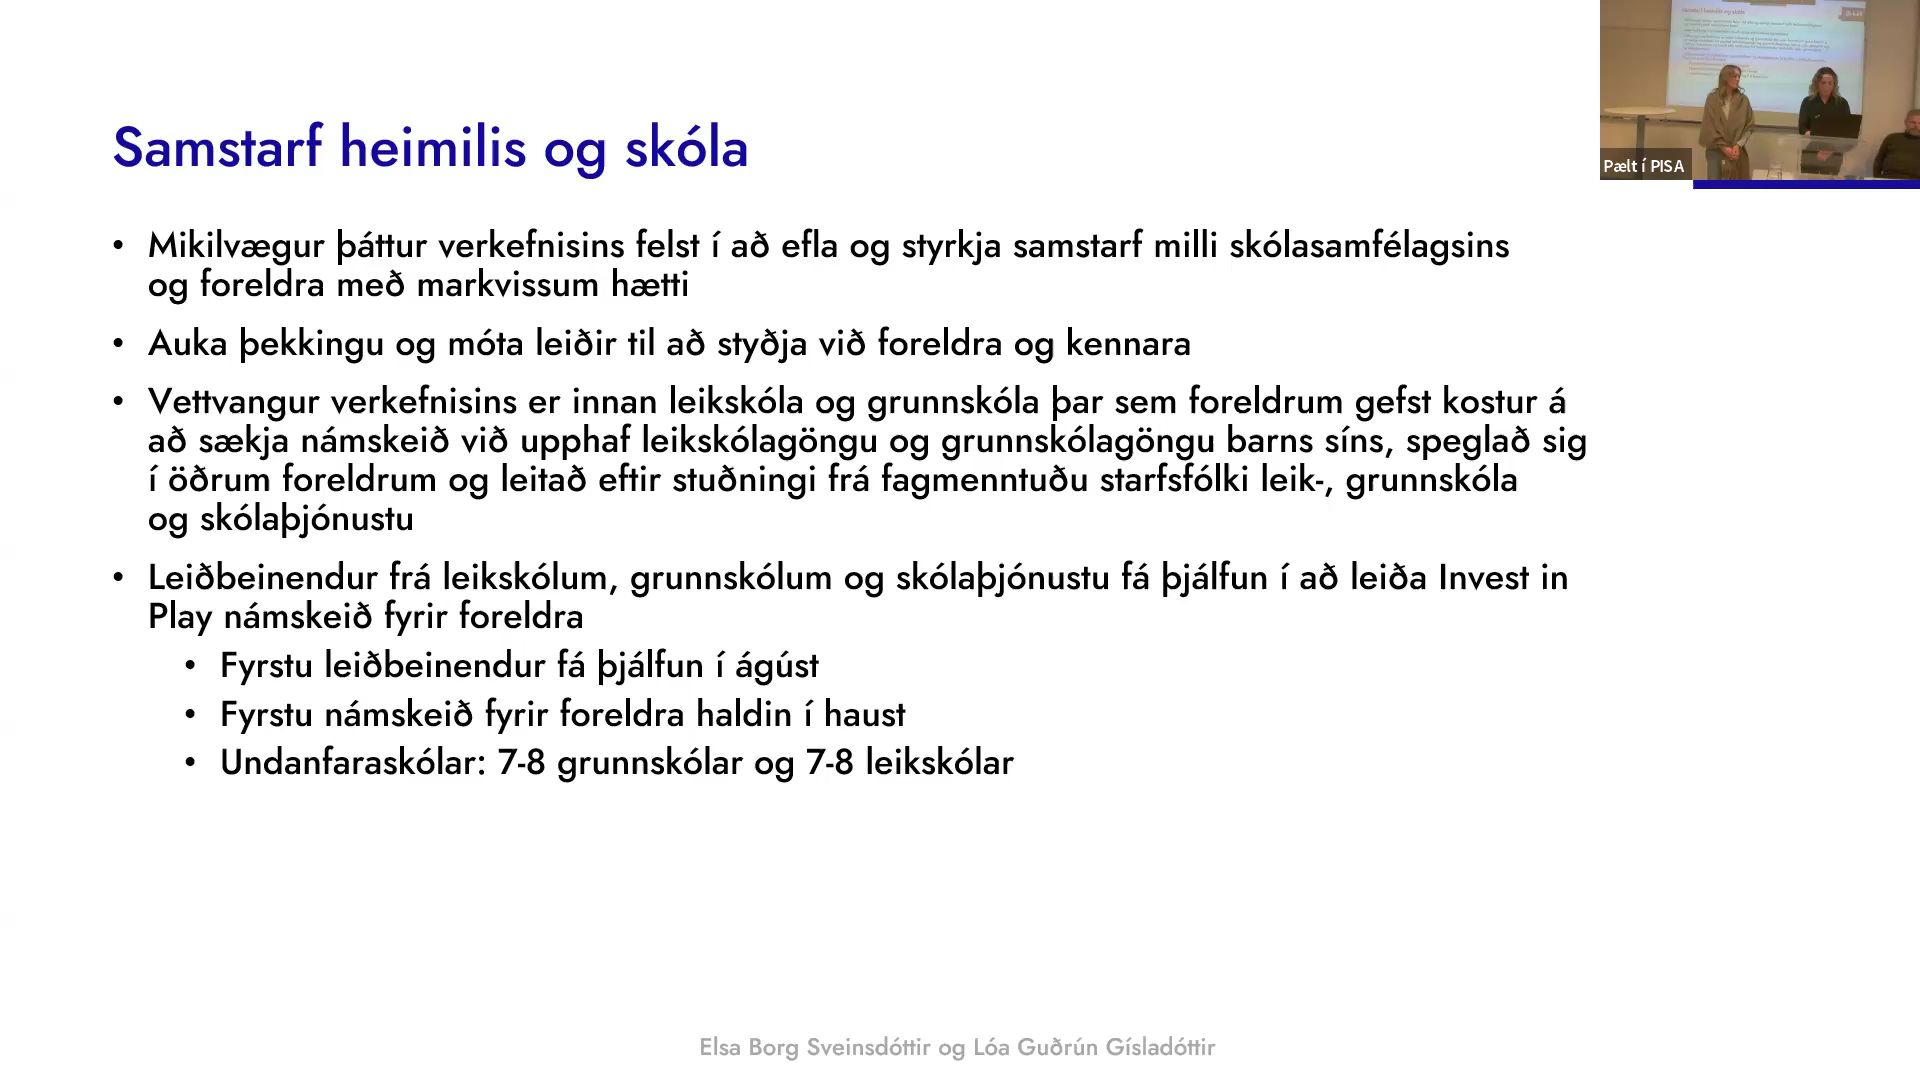 Samstarf heimilis og skóla
• Mikilvægur þáttur verkefnisins felst í að efla og styrkja samstarf milli skólasamfélagsins
og foreldra með markvissum hætti
• Auka þekkingu og móta leiðir til að styðja við foreldra og kennara
• Vettvangur verkefnisins er innan leikskóla og grunnskóla þar sem foreldrum gefst kostur á
að sækja námskeið við upphaf leikskólagöngu og grunnskólagöngu barns síns, speglað sig
í öðrum foreldrum og leitað eftir stuðningi frá fagmenntuðu starfsfólki leik-, grunnskóla
og skólaþjónustu
• Leiðbeinendur frá leikskólum, grunnskólum og skólaþjónustu fá þjálfun í að leiða Invest in
Play námskeið fyrir foreldra
• Fyrstu leiðbeinendur fá þjálfun í ágúst
• Fyrstu námskeið fyrir foreldra haldin í haust
• Undanfaraskólar: 7-8 grunnskólar og 7-8 leikskólar
Elsa Borg Sveinsdóttir og Lóa Guðrún Gísladóttir
Pælt í PISA